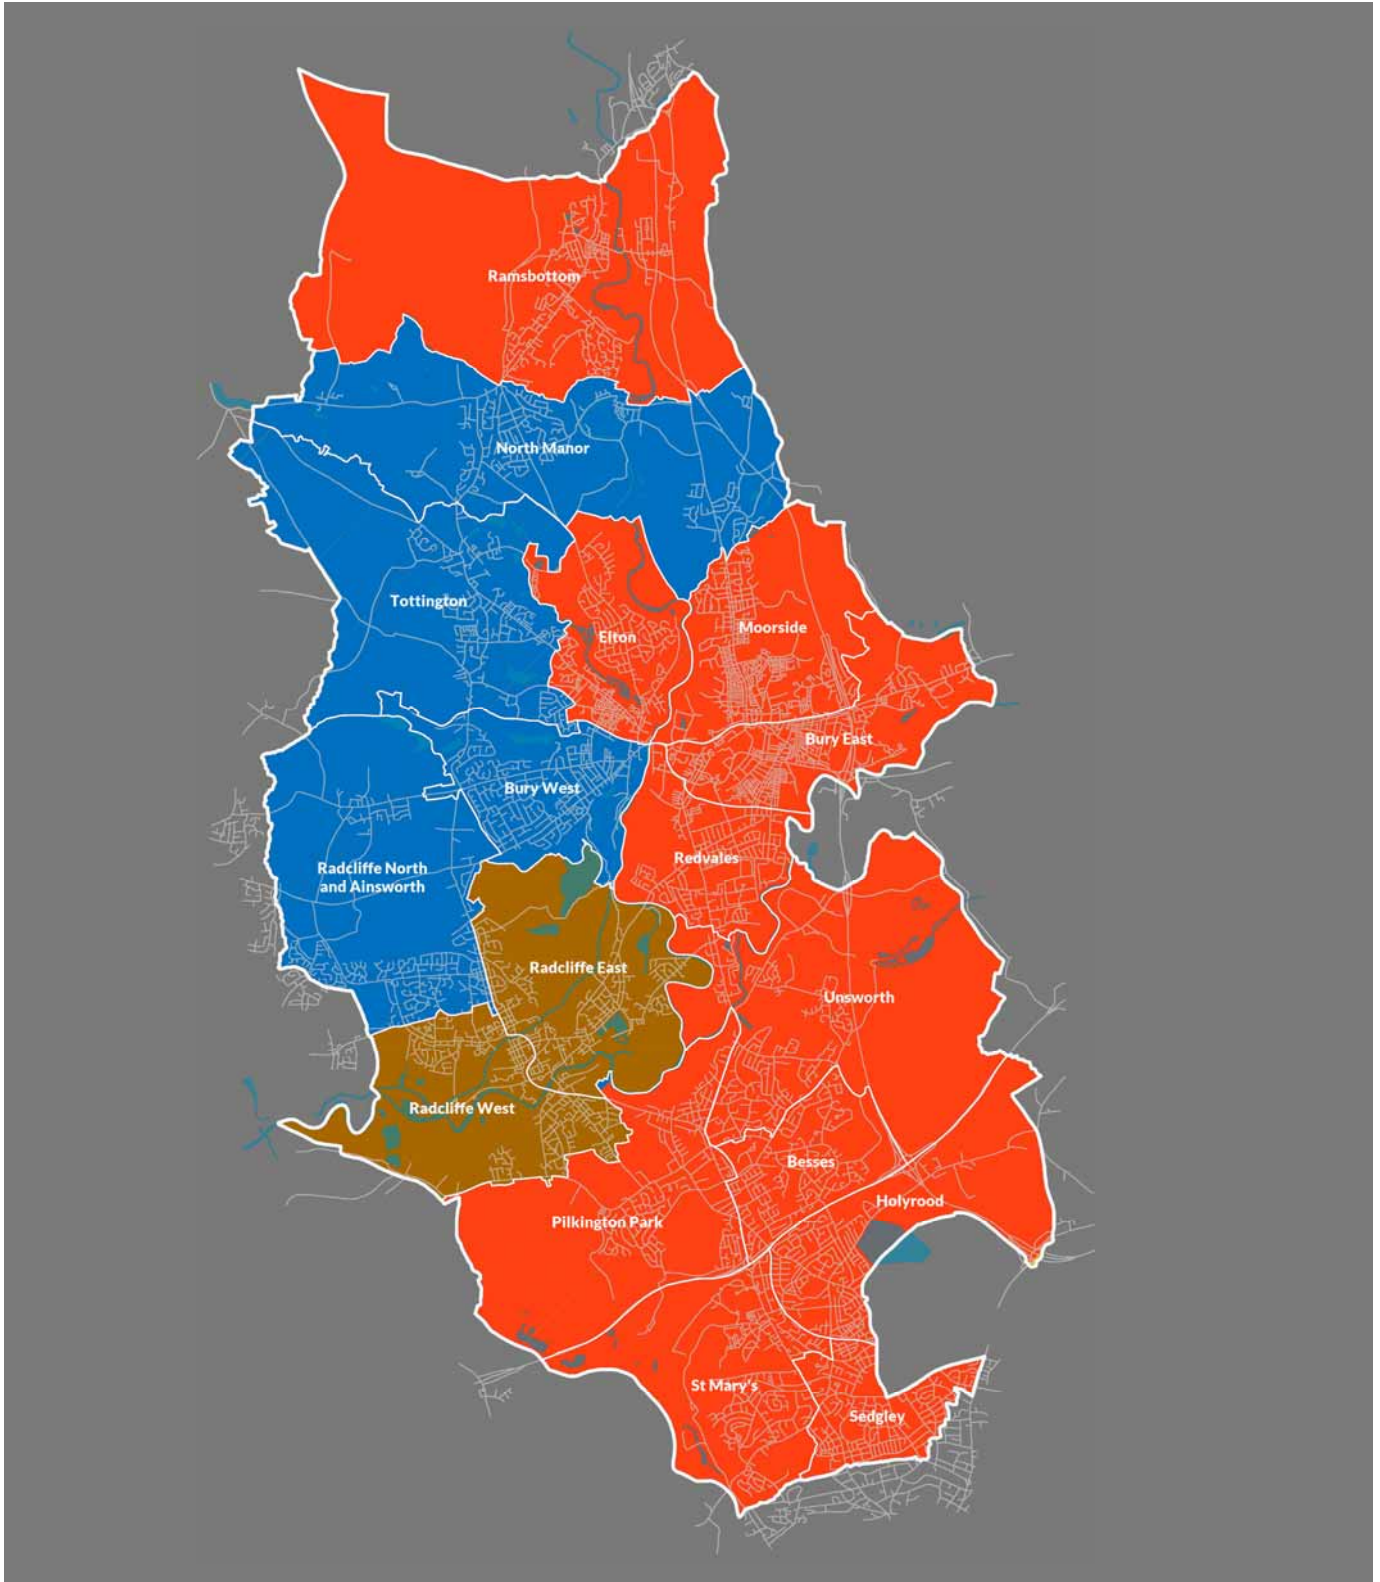 Ramsbottom
North Manor
Tottington
Elton
Moorside
Bury East
Bury West
Redvales
Radcliffe North
and Ainsworth
Radcliffe East
Unsworth
Radcliffe West
Besses
Holyrood
Pilkington Park
St Mary's
Sedgley